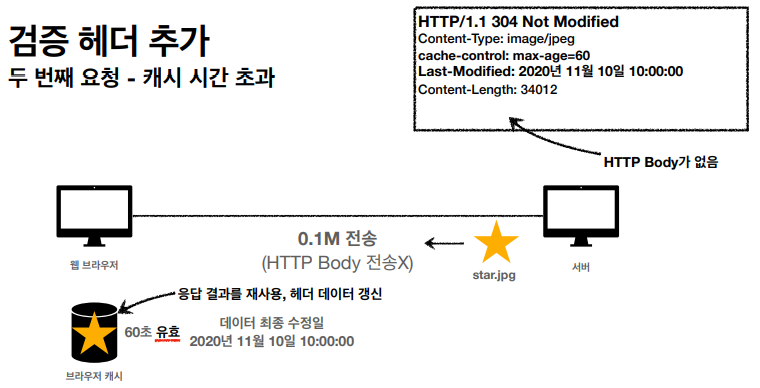 검증 헤더 추가
두 번째 요청 - 캐시 시간 초과
HTTP/1.1 304 Not Modified
Content-Type: image/jpeg
cache-control: max-age=60
Last-Modified: 2020년 11월 10일 10:00:00
Content-Length: 34012
HTTP Body가 없음
0.1M 전송
(HTTP Body 전송X)
웹 브라우저
star.jpg
서버
응답 결과를 재사용, 헤더 데이터 갱신
60초 유효
데이터 최종 수정일
2020년 11월 10일 10:00:00
브라우저 캐시